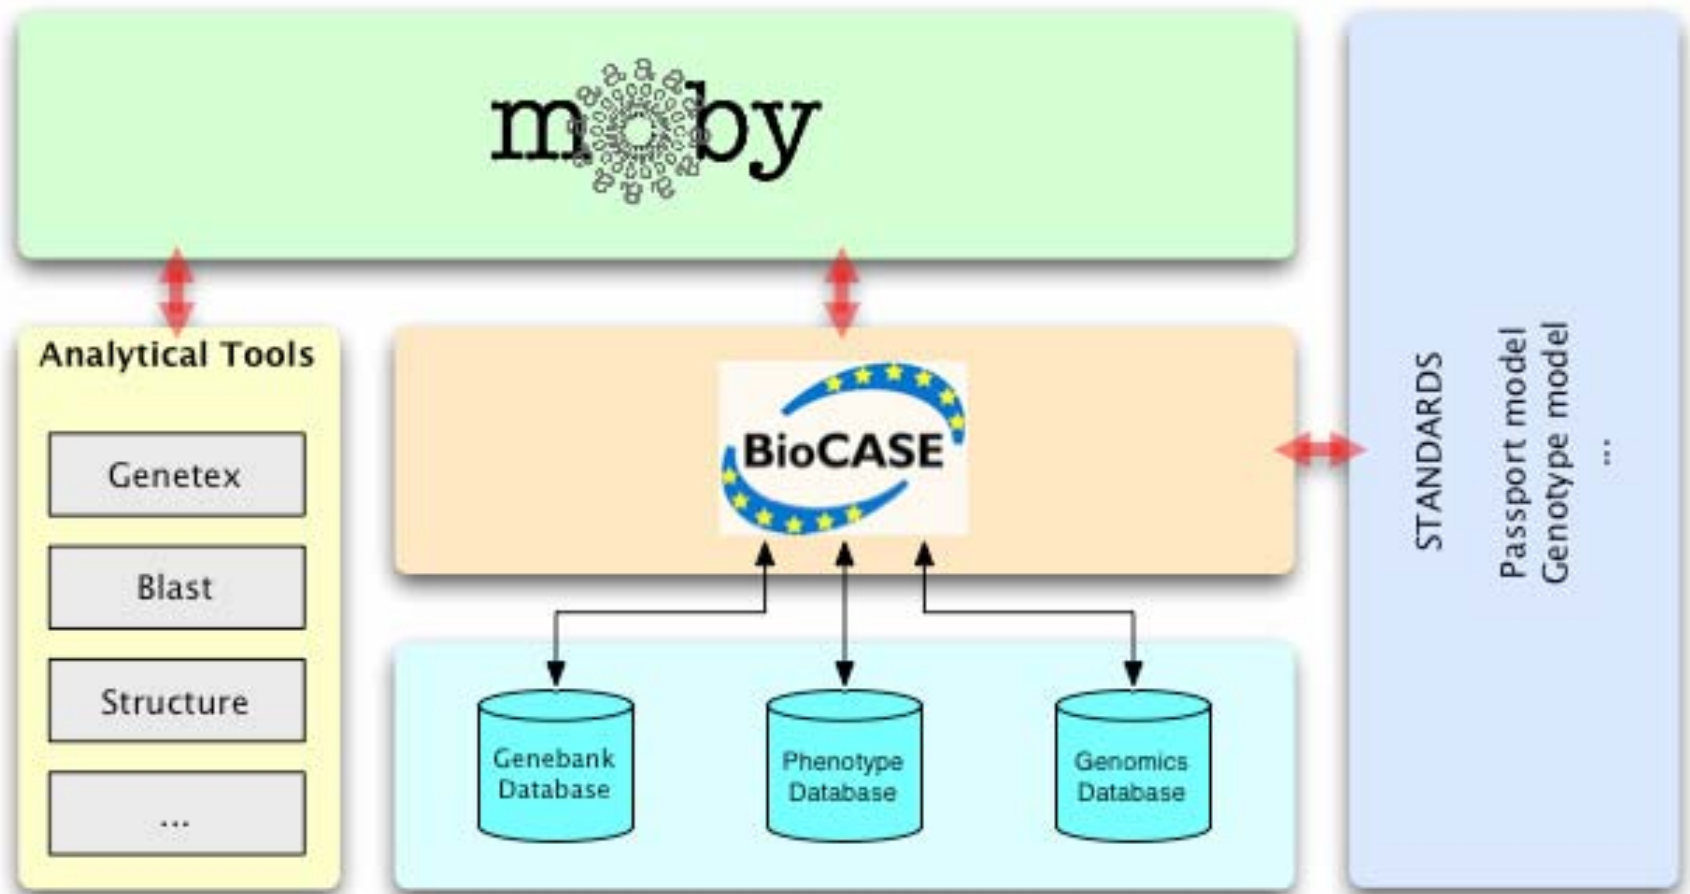 moby
Analytical Tools
Genetex
Blast
Structure
...
BioCASE
Genebank
Database
Phenotype
Database
Genomics
Database
STANDARDS
Passport model
Genotype model
...